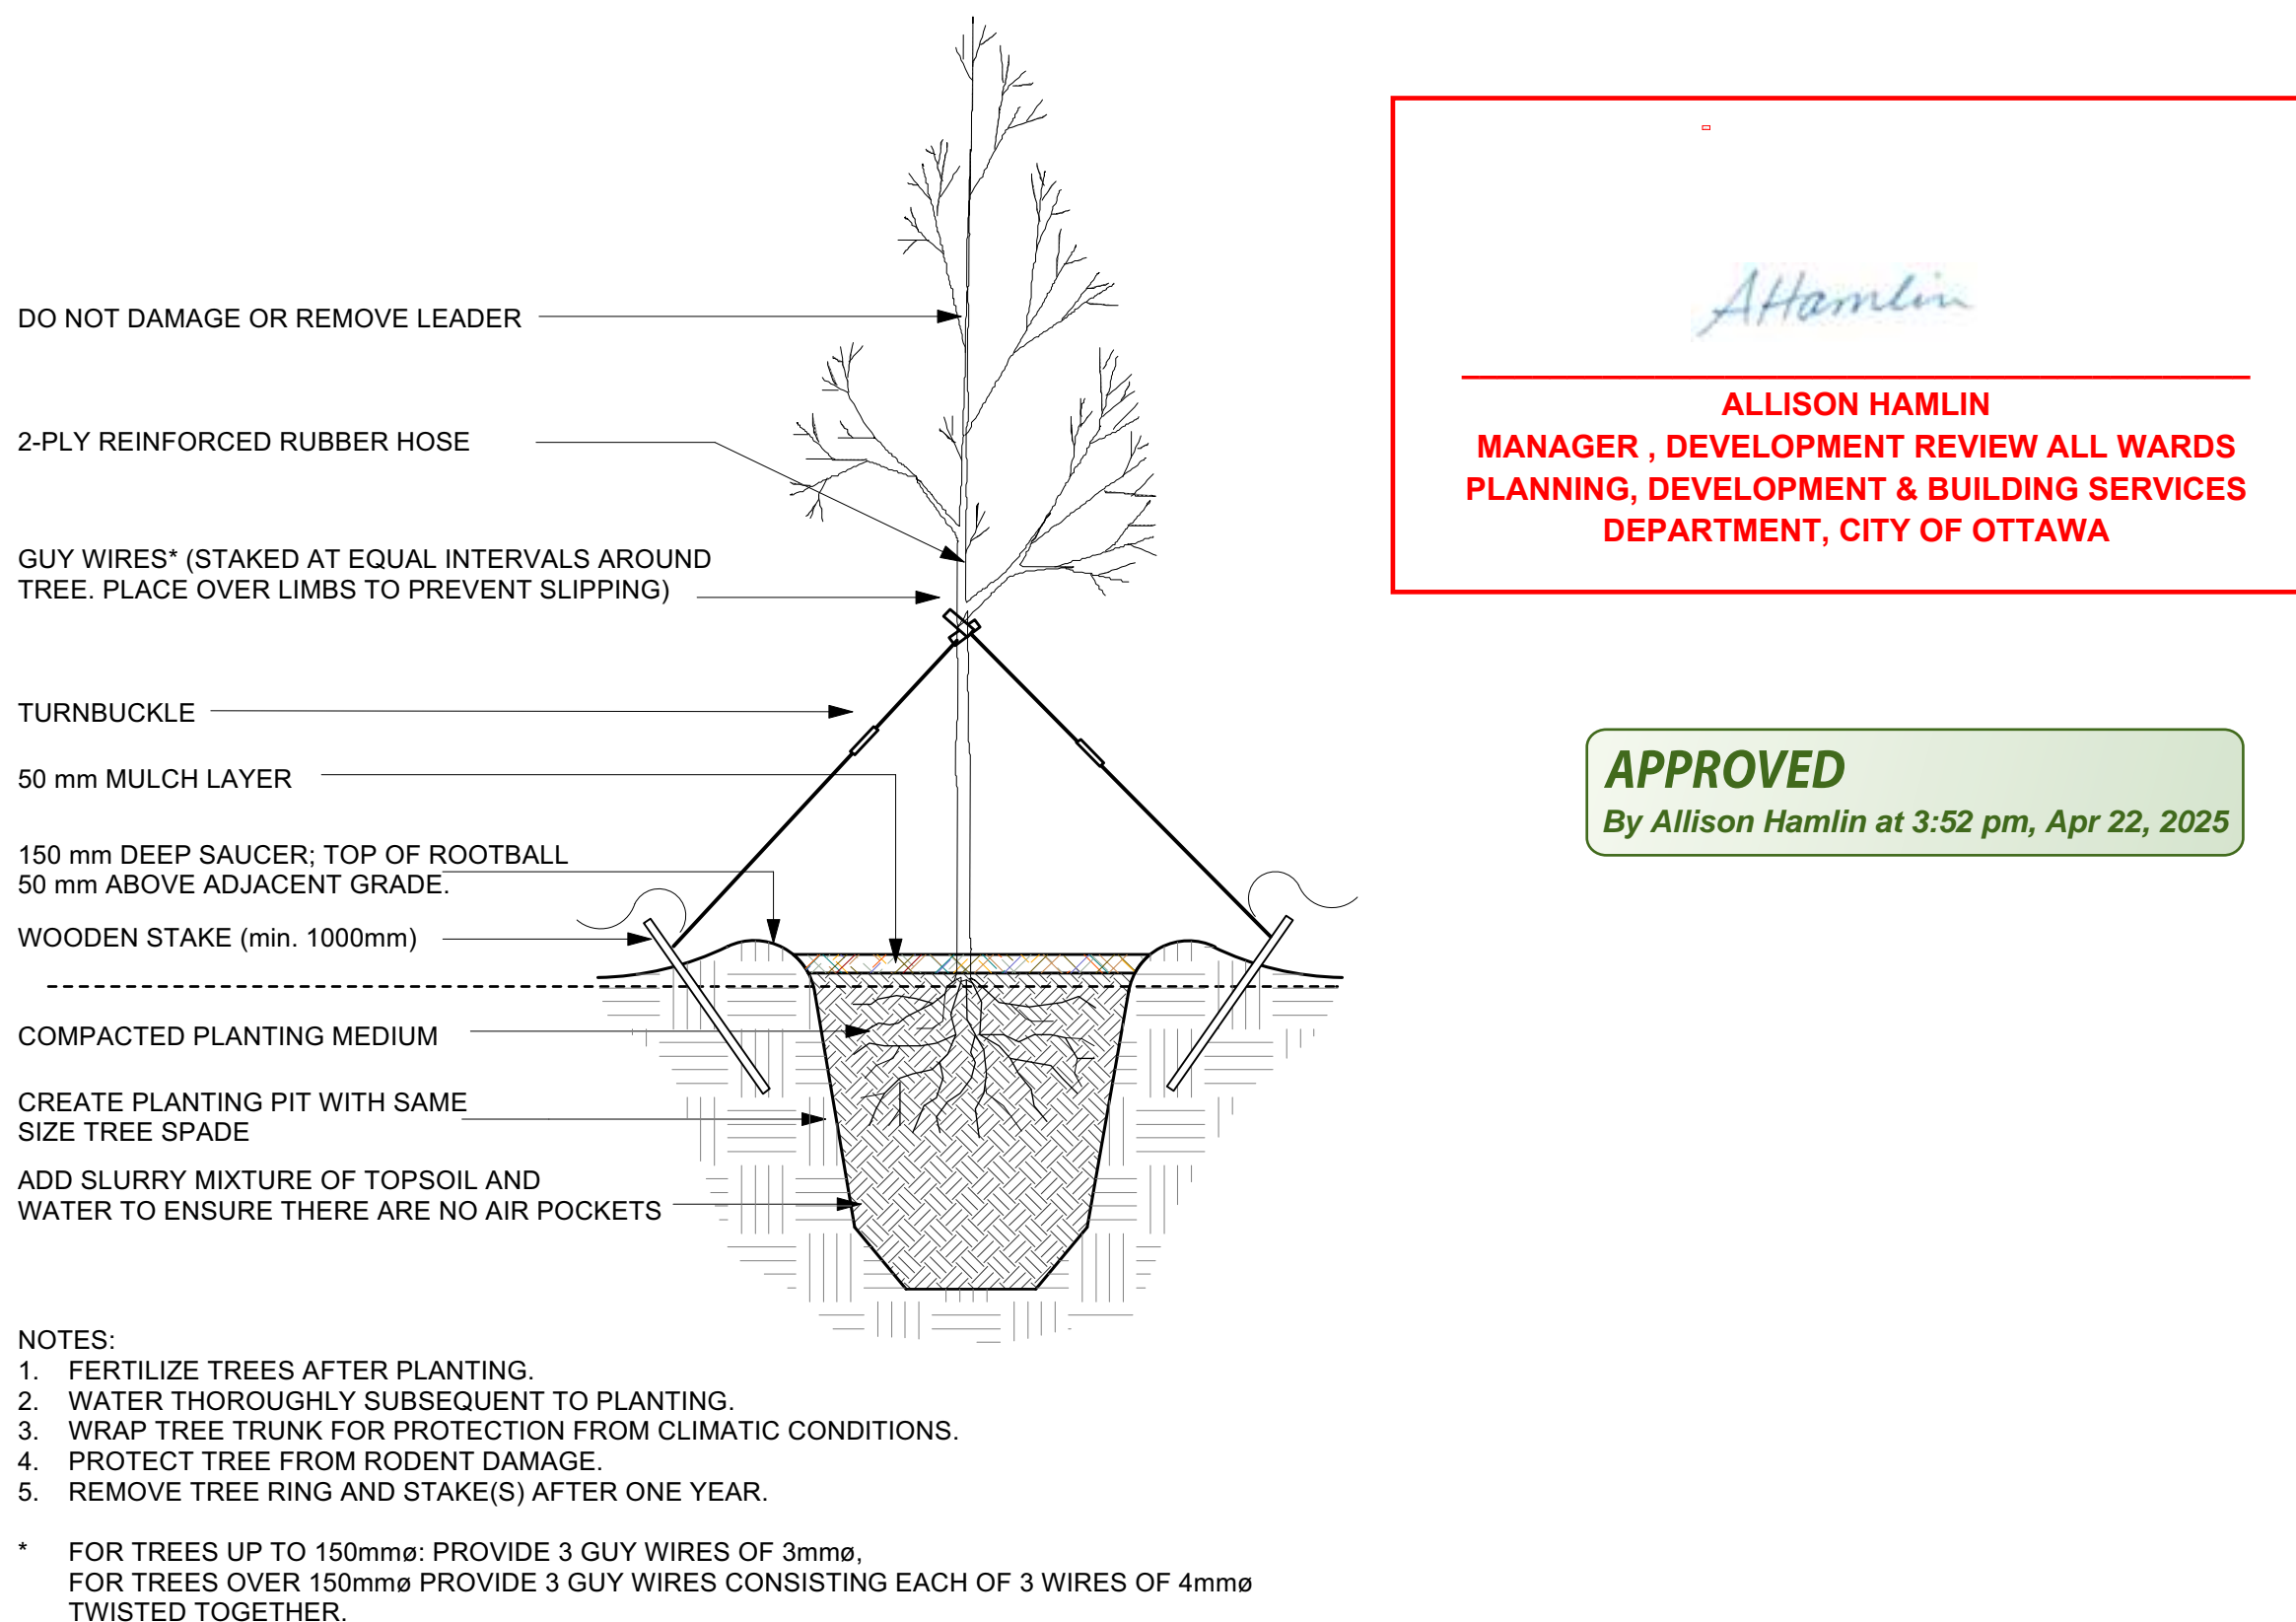 DO NOT DAMAGE OR REMOVE LEADER
2-PLY REINFORCED RUBBER HOSE
GUY WIRES* (STAKED AT EQUAL INTERVALS AROUND
TREE. PLACE OVER LIMBS TO PREVENT SLIPPING)
TURNBUCKLE
50 mm MULCH LAYER
150 mm DEEP SAUCER; TOP OF ROOTBALL
50 mm ABOVE ADJACENT GRADE.
WOODEN STAKE (min. 1000mm)
COMPACTED PLANTING MEDIUM
CREATE PLANTING PIT WITH SAME
SIZE TREE SPADE
ADD SLURRY MIXTURE OF TOPSOIL AND
WATER TO ENSURE THERE ARE NO AIR POCKETS
NOTES:
1. FERTILIZE TREES AFTER PLANTING.
2. WATER THOROUGHLY SUBSEQUENT TO PLANTING.
3. WRAP TREE TRUNK FOR PROTECTION FROM CLIMATIC CONDITIONS.
4. PROTECT TREE FROM RODENT DAMAGE.
5. REMOVE TREE RING AND STAKE(S) AFTER ONE YEAR.
* FOR TREES UP TO 150mmø: PROVIDE 3 GUY WIRES OF 3mmø,
FOR TREES OVER 150mmø PROVIDE 3 GUY WIRES CONSISTING EACH OF 3 WIRES OF 4mmø
TWISTED TOGETHER.
AHamlin
ALLISON HAMLIN
MANAGER , DEVELOPMENT REVIEW ALL WARDS
PLANNING, DEVELOPMENT & BUILDING SERVICES
DEPARTMENT, CITY OF OTTAWA
APPROVED
By Allison Hamlin at 3:52 pm, Apr 22, 2025